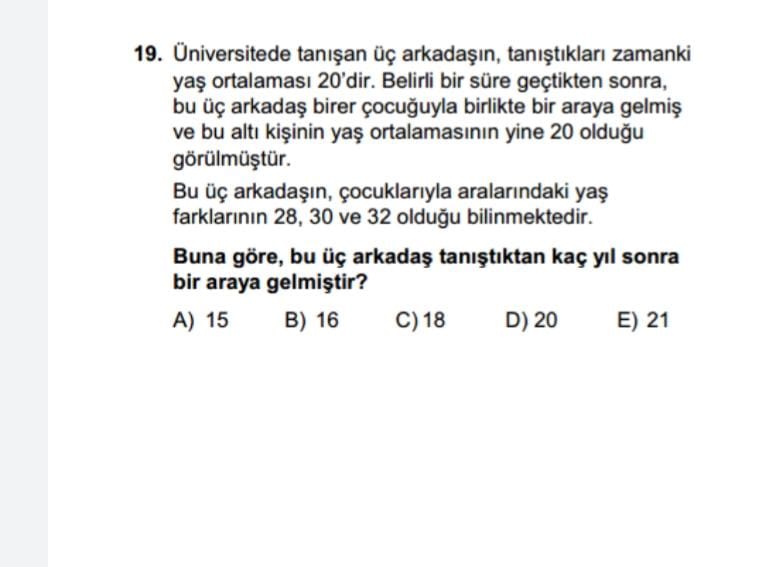 19. Üniversitede tanışan üç arkadaşın, tanıştıkları zamanki
yaş ortalaması 20'dir. Belirli bir süre geçtikten sonra,
bu üç arkadaş birer çocuğuyla birlikte bir araya gelmiş
ve bu altı kişinin yaş ortalamasının yine 20 olduğu
görülmüştür.
Bu üç arkadaşın, çocuklarıyla aralarındaki yaş
farklarının 28, 30 ve 32 olduğu bilinmektedir.
Buna göre, bu üç arkadaş tanıştıktan kaç yıl sonra
bir araya gelmiştir?
A) 15 B) 16 C) 18 D) 20 E) 21